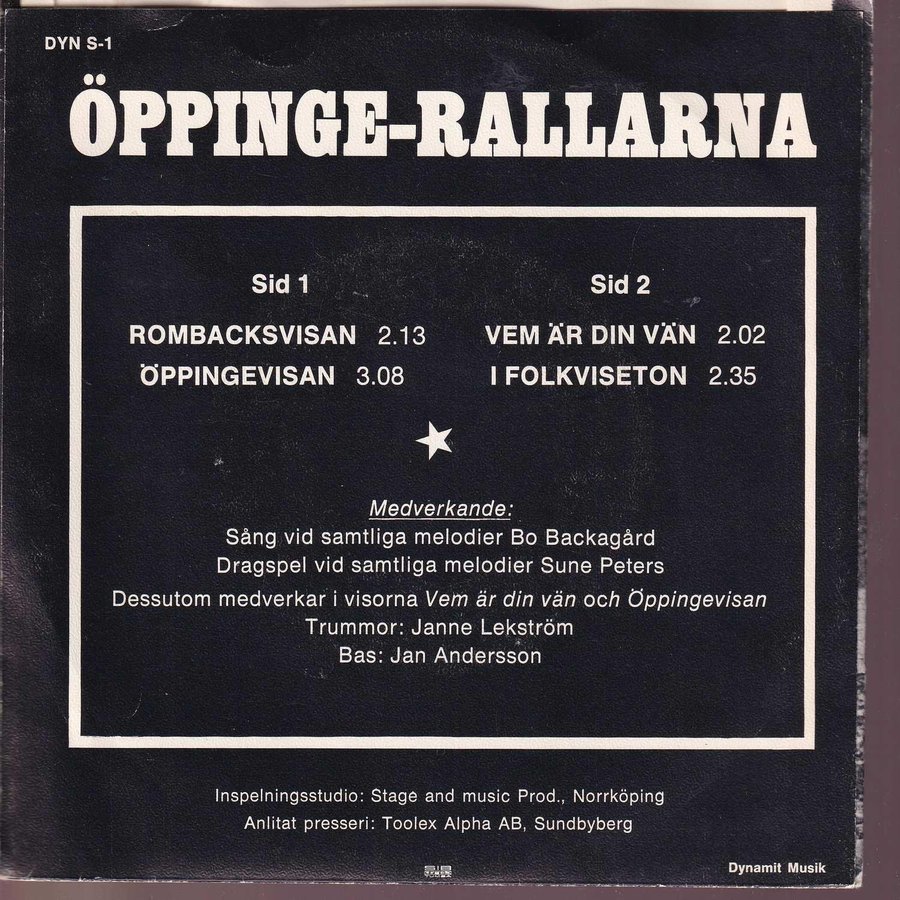 DYN S-1
ÖPPINGE-RALLARNA
Sid 1
ROMBACKSVISAN 2.13
ÖPPINGEVISAN 3.08
Sid 2
VEM ÄR DIN VÄN 2.02
I FOLKVISETON 2.35
Medverkande:
Sång vid samtliga melodier Bo Backagård
Dragspel vid samtliga melodier Sune Peters
Dessutom medverkar i visorna Vem är din vän och Öppingevisan
Trummor: Janne Lekström
Bas: Jan Andersson
Inspelningsstudio: Stage and music Prod., Norrköping
Anlitat presseri: Toolex Alpha AB, Sundbyberg
Dynamit Musik